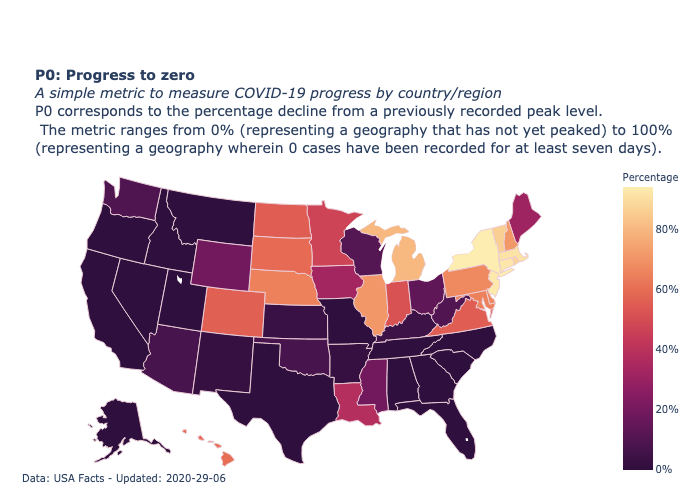 P0: Progress to zero
A simple metric to measure COVID-19 progress by country/region
P0 corresponds to the percentage decline from a previously recorded peak level.
The metric ranges from 0% (representing a geography that has not yet peaked) to 100%
(representing a geography wherein 0 cases have been recorded for at least seven days).
Percentage
80%
60%
40%
20%
0%
Data: USA Facts - Updated: 2020-29-06